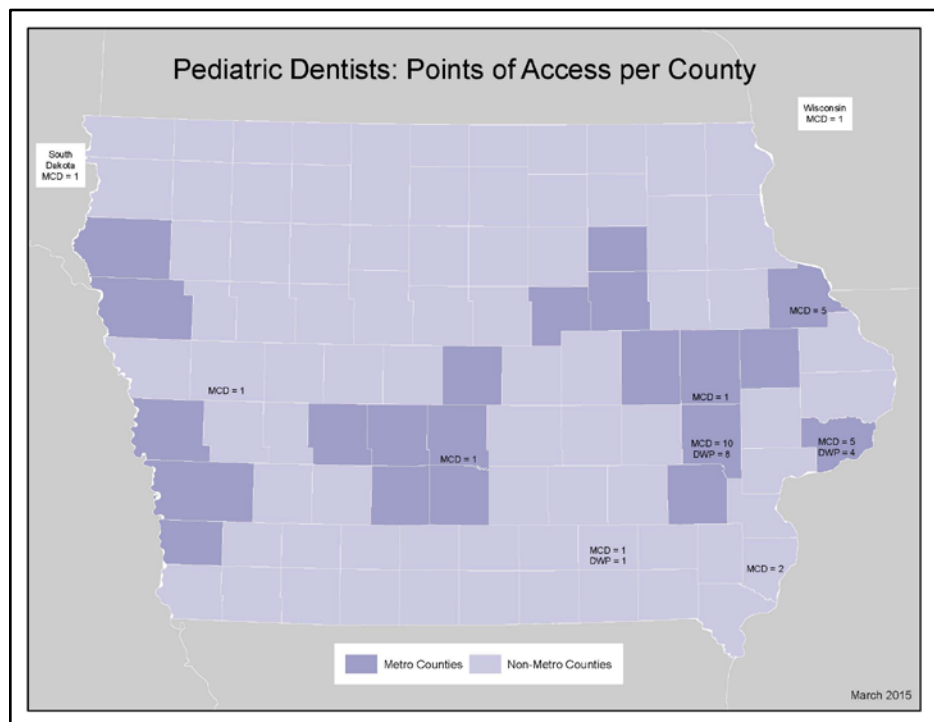 Pediatric Dentists: Points of Access per County
Wisconsin
MCD = 1
South
Dakota
MCD = 1
MCD = 5
MCD = 1
MCD = 1
MCD = 10
DWP = 8
MCD = 5
DWP = 4
MCD = 1
MCD = 1
DWP = 1
MCD = 2
Metro Counties
Non-Metro Counties
March 2015